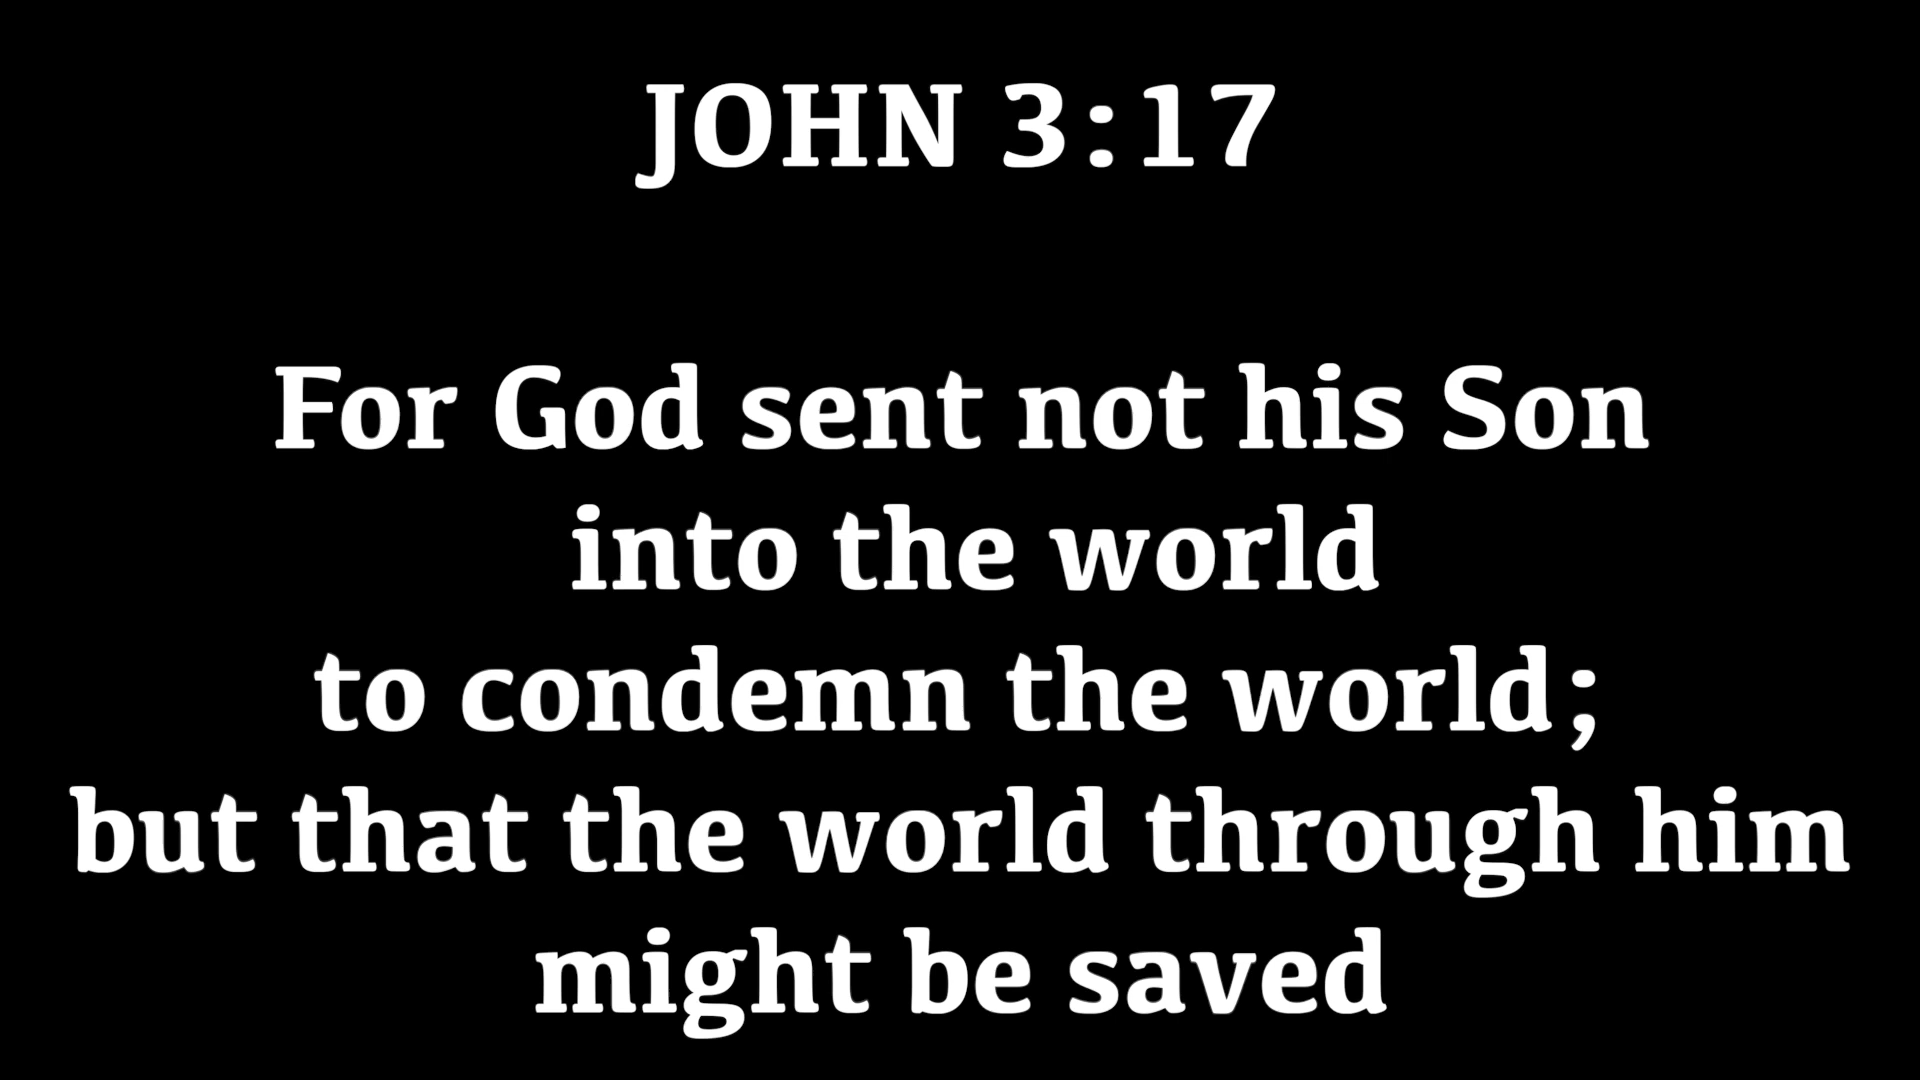 JOHN 3:17
For God sent not his Son
into the world
to condemn the world;
but that the world through him
might be saved